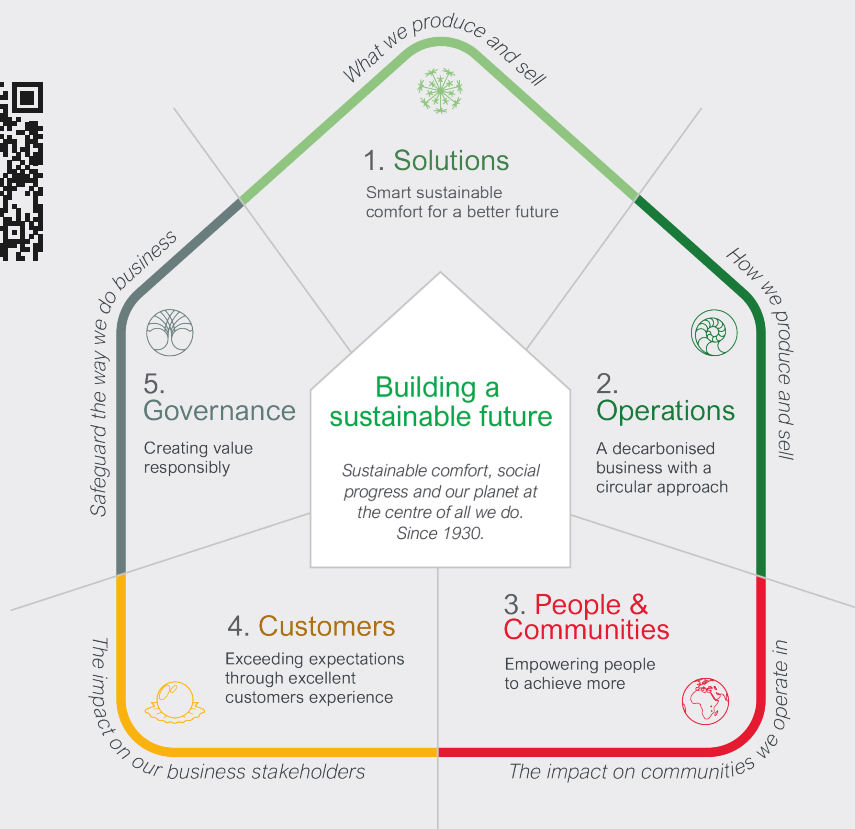 What we produce and sell
1. Solutions
Smart sustainable
comfort for a better future
How we produce and sell
2.
Operations
A decarbonised
business with a
circular approach
3. People &
Communities
Empowering people
to achieve more
The impact on communities we operate in
4. Customers
Exceeding expectations
through excellent
customers experience
The impact on our business stakeholders
5.
Governance
Creating value
responsibly
Safeguard the way we do business
Building a
sustainable future
Sustainable comfort, social
progress and our planet at
the centre of all we do.
Since 1930.